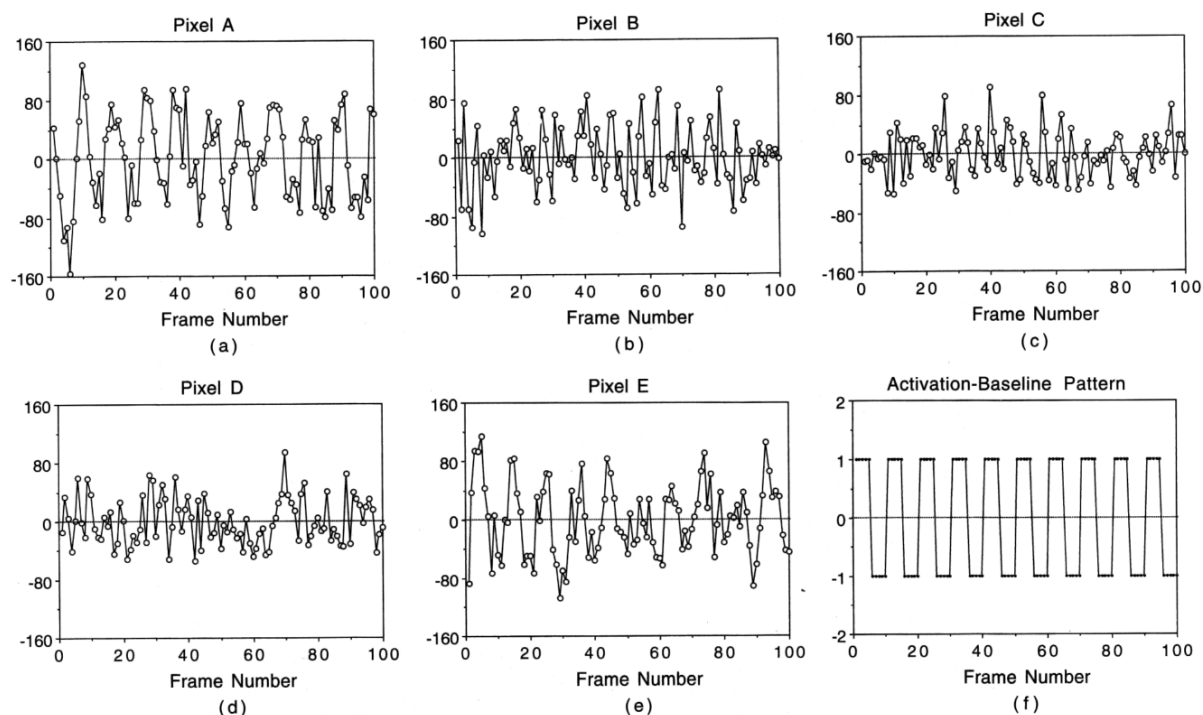 Pixel A
160
80
0
-80
-160
0 20 40 60 80 100
Frame Number
(a)
Pixel B
160
80
0
-80
-160
0 20 40 60 80 100
Frame Number
(b)
Pixel C
160
80
0
-80
-160
0 20 40 60 80 100
Frame Number
(c)
Pixel D
160
80
0
-80
-160
0 20 40 60 80 100
Frame Number
(d)
Pixel E
160
80
0
-80
-160
0 20 40 60 80 100
Frame Number
(e)
Activation-Baseline Pattern
2
1
0
-1
-2
0 20 40 60 80 100
Frame Number
(f)